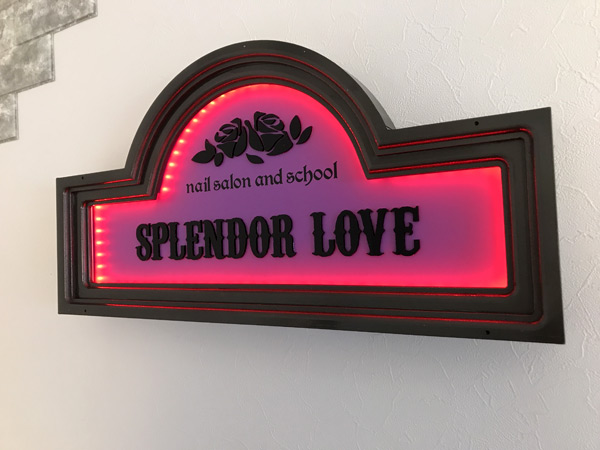 nail salon and school
SPLENDOR LOVE